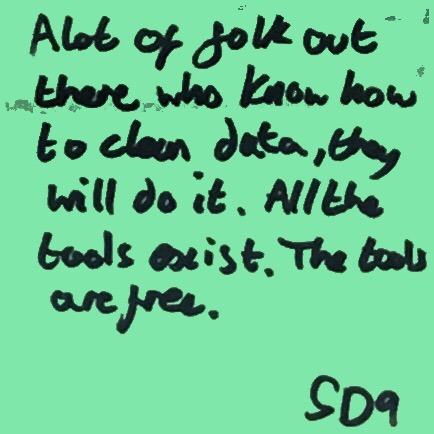 A lot of folk out
there who know how
to clean data, they
will do it. All the
tools exist. The tools
are free.
SD9